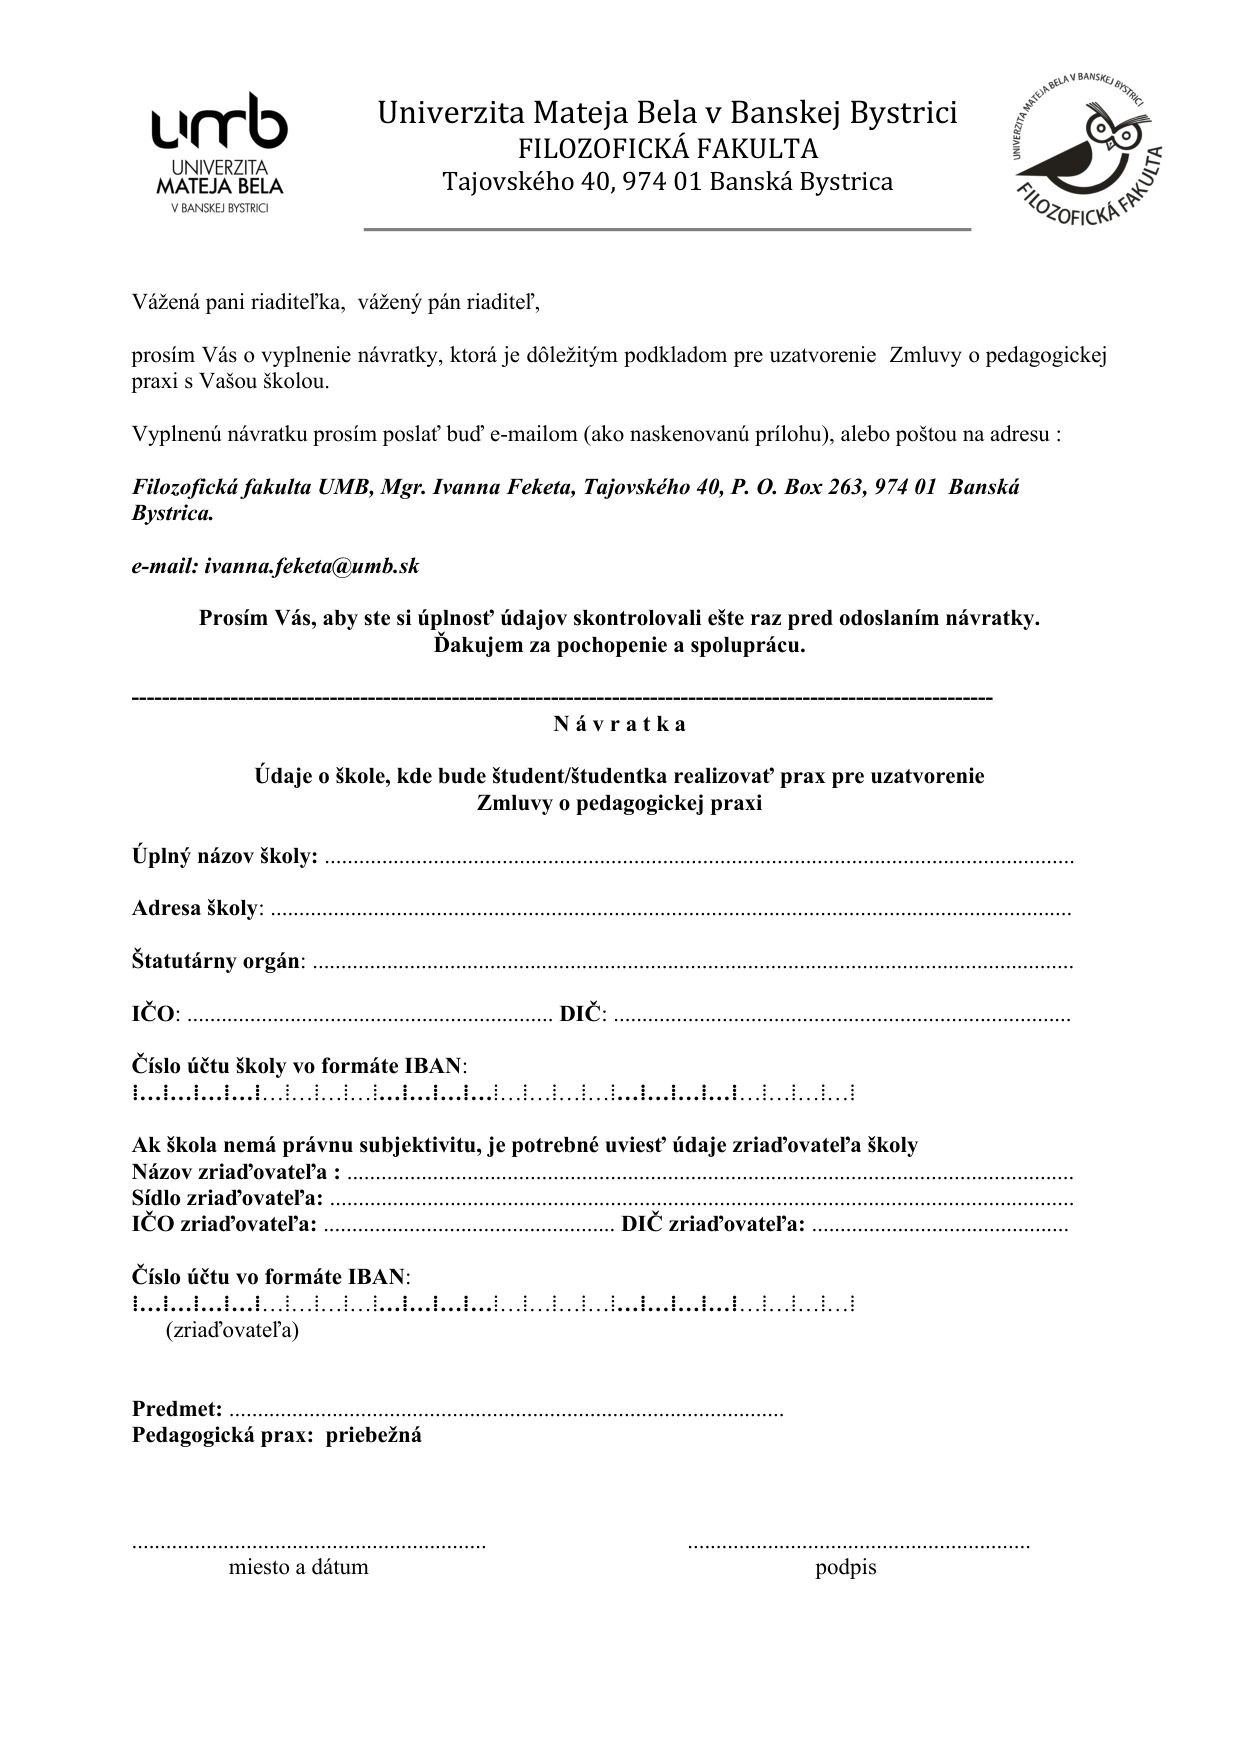 umb
UNIVERZITA
MATEJA BELA
V BANSKEJ BYSTRICI
Univerzita Mateja Bela v Banskej Bystrici
FILOZOFICKÁ FAKULTA
Tajovského 40, 974 01 Banská Bystrica
UNIVERZITA MATEJA BELA V BANSKEJ BYSTRICI
FILOZOFICKÁ FAKULTA
Vážená pani riaditeľka,  vážený pán riaditeľ,
prosím Vás o vyplnenie návratky, ktorá je dôležitým podkladom pre uzatvorenie  Zmluvy o pedagogickej
praxi s Vašou školou.
Vyplnenú návratku prosím poslať buď e-mailom (ako naskenovanú prílohu), alebo poštou na adresu :
Filozofická fakulta UMB, Mgr. Ivanna Feketa, Tajovského 40, P. O. Box 263, 974 01  Banská
Bystrica.
e-mail: ivanna.feketa@umb.sk
Prosím Vás, aby ste si úplnosť údajov skontrolovali ešte raz pred odoslaním návratky.
Ďakujem za pochopenie a spoluprácu.
-----------------------------------------------------------------------------------------------------------------
N á v r a t k a
Údaje o škole, kde bude študent/študentka realizovať prax pre uzatvorenie
Zmluvy o pedagogickej praxi
Úplný názov školy: ....................................................................................................................................
Adresa školy: .............................................................................................................................................
Štatutárny orgán: ......................................................................................................................................
IČO: ................................................................ DIČ: ................................................................................
Číslo účtu školy vo formáte IBAN:
⁞…⁞…⁞…⁞…⁞…⁞…⁞…⁞…⁞…⁞…⁞…⁞…⁞…⁞…⁞…⁞…⁞…⁞…⁞…⁞…⁞…⁞…⁞…⁞…⁞
Ak škola nemá právnu subjektivitu, je potrebné uviesť údaje zriaďovateľa školy
Názov zriaďovateľa : ................................................................................................................................
Sídlo zriaďovateľa: ...................................................................................................................................
IČO zriaďovateľa: ................................................... DIČ zriaďovateľa: .............................................
Číslo účtu vo formáte IBAN:
⁞…⁞…⁞…⁞…⁞…⁞…⁞…⁞…⁞…⁞…⁞…⁞…⁞…⁞…⁞…⁞…⁞…⁞…⁞…⁞…⁞…⁞…⁞…⁞…⁞
(zriaďovateľa)
Predmet: .................................................................................................
Pedagogická prax:  priebežná
.............................................................. ............................................................
miesto a dátum podpis